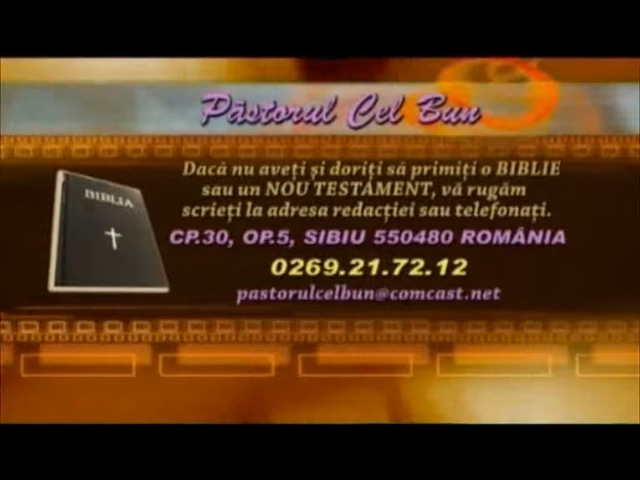 Păstorul Cel Bun
Dacă nu aveți și doriți să primiți o BIBLIE
sau un NOU TESTAMENT, vă rugăm
scrieți la adresa redacției sau telefonați.
BIBLIA
CP.30, OP.5, SIBIU 550480 ROMÂNIA
0269.21.72.12
pastorulcelbun@comcast.net